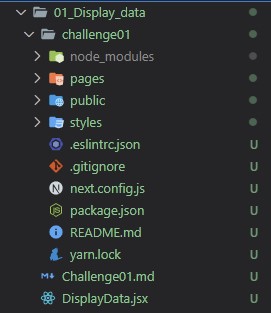 01_Display_data
challenge01
node_modules
pages
public
styles
.eslintrc.json U
.gitignore U
next.config.js U
package.json U
README.md U
yarn.lock U
Challenge01.md U
DisplayData.jsx U